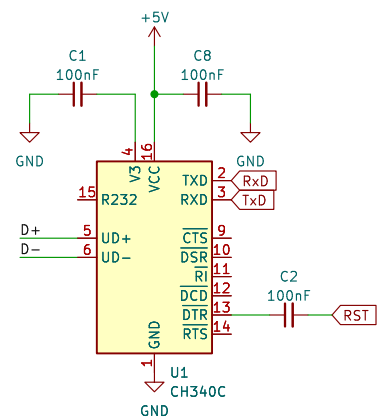 +5V
C1
100nF
C8
100nF
GND
GND
4
16
V3
VCC
15
R232
TXD
2
RxD
RXD
3
TxD
D+
5
UD+
CTS
9
D-
6
UD-
DSR
10
RI
11
DCD
12
C2
100nF
DTR
13
RST
RTS
14
GND
1
U1
CH340C
GND